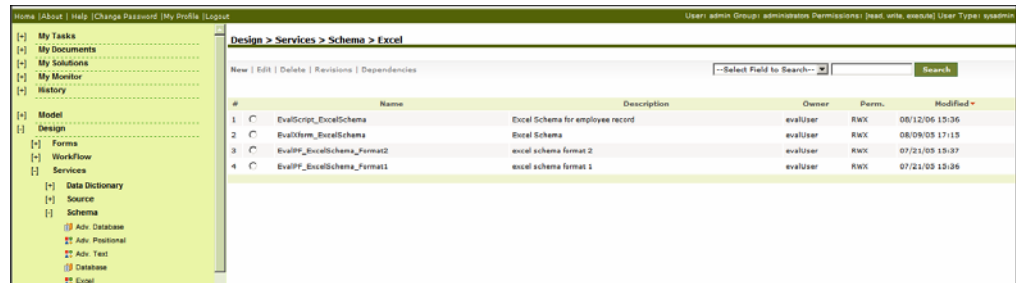 Home |About | Help |Change Password |My Profile |Logout
User: admin Group: administrators Permissions: [read, write, execute] User Type: sysadmin
[+] My Tasks
[+] My Documents
[+] My Solutions
[+] My Monitor
[+] History
[+] Model
[-] Design
[+] Forms
[+] WorkFlow
[-] Services
[+] Data Dictionary
[+] Source
[-] Schema
Adv. Database
Adv. Positional
Adv. Text
Database
Excel
Design > Services > Schema > Excel
New | Edit | Delete | Revisions | Dependencies
--Select Field to Search-- Search
# Name Description Owner Perm. Modified
1 EvalScript_ExcelSchema Excel Schema for employee record evalUser RWX 08/12/06 15:36
2 EvalXform_ExcelSchema Excel Schema evalUser RWX 08/09/05 17:15
3 EvalPF_ExcelSchema_Format2 excel schema format 2 evalUser RWX 07/21/05 15:37
4 EvalPF_ExcelSchema_Format1 excel schema format 1 evalUser RWX 07/21/05 15:36